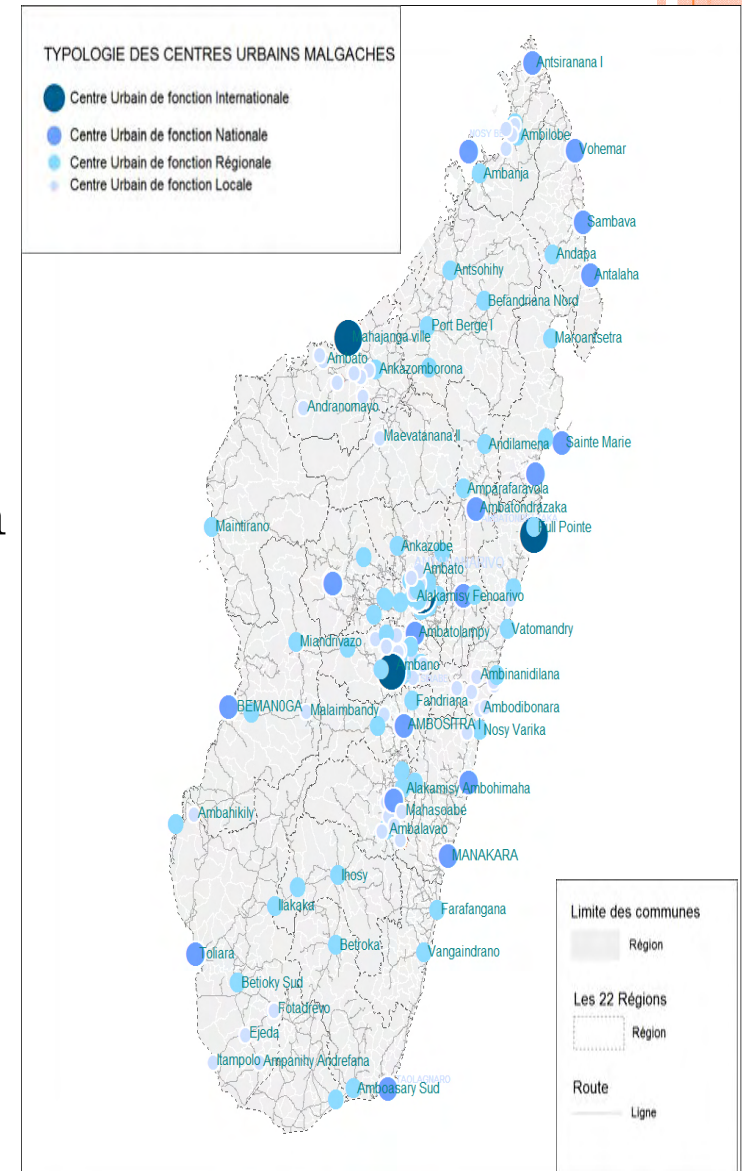 TYPOLOGIE DES CENTRES URBAINS MALGACHES
Centre Urbain de fonction Internationale
Centre Urbain de fonction Nationale
Centre Urbain de fonction Régionale
Centre Urbain de fonction Locale
Antsiranana I
Ambilobe
Vohemar
Ambanja
Sambava
Andapa
Antsohihy
Antalaha
Befandriana Nord
Port Berge I
Mahajanga ville
Maroantsetra
Ambato
Ankazomborona
Andranomayo
Maevatanana II
Andilamena
Sainte Marie
Amparafaravola
Ambatondrazaka
Maintirano
Full Pointe
Ankazobe
Ambato
Alakamisy Fenoarivo
Ambatolampy
Vatomandry
Miandrivazo
Ambano
Ambinanidilana
Fandriana
BEMAN0GA
Malaimbandy
Ambodibonara
AMBOSITRA I
Nosy Varika
Alakamisy Ambohimaha
Ambahikily
Mahasoabe
Ambalavao
MANAKARA
Ihosy
Ilakaka
Farafangana
Betroka
Toliara
Vangaindrano
Betioky Sud
Fotadrevo
Ejeda
Itampolo
Ampanihy Andrefana
Amboasary Sud
Limite des communes
Région
Les 22 Régions
Région
Route
Ligne